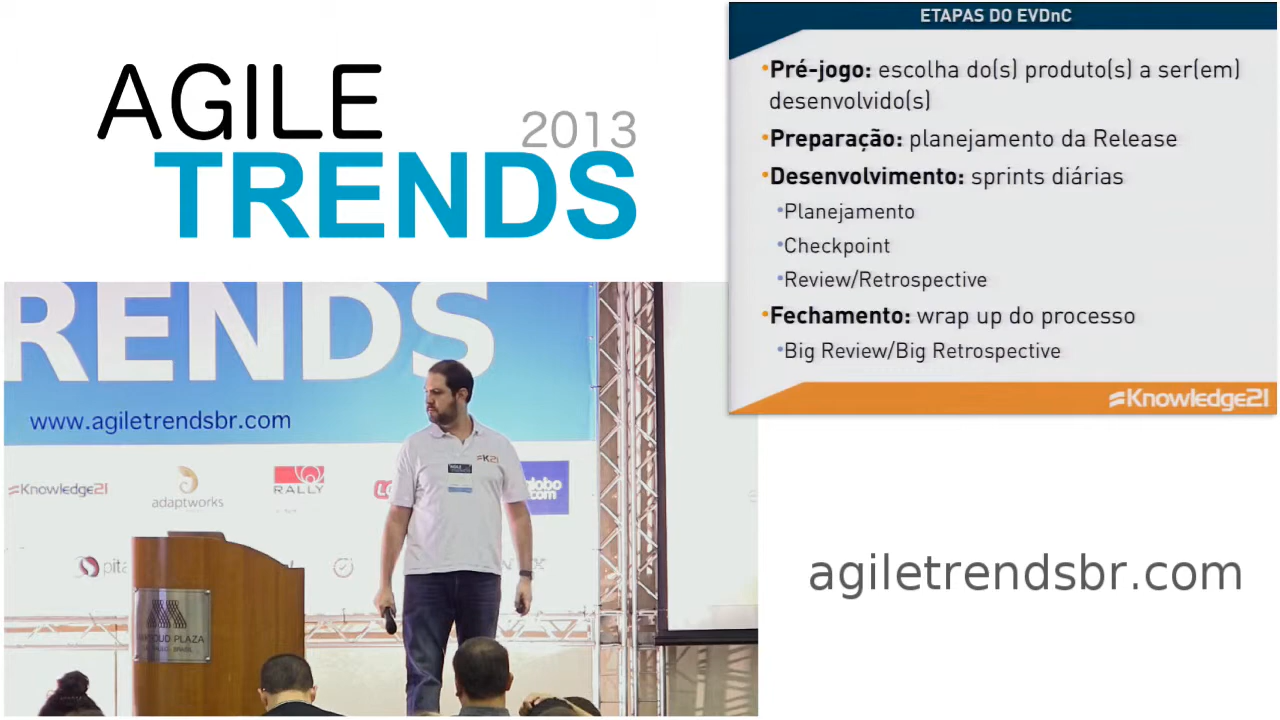 AGILE
2013
TRENDS
ETAPAS DO EVDnC
•Pré-jogo: escolha do(s) produto(s) a ser(em)
desenvolvido(s)
•Preparação: planejamento da Release
•Desenvolvimento: sprints diárias
•Planejamento
•Checkpoint
•Review/Retrospective
•Fechamento: wrap up do processo
•Big Review/Big Retrospective
Knowledge21
RENDS
www.agiletrendsbr.com
Knowledge21
adaptworks
RALLY
globo
.com
K21
PLAZA
agiletrendsbr.com